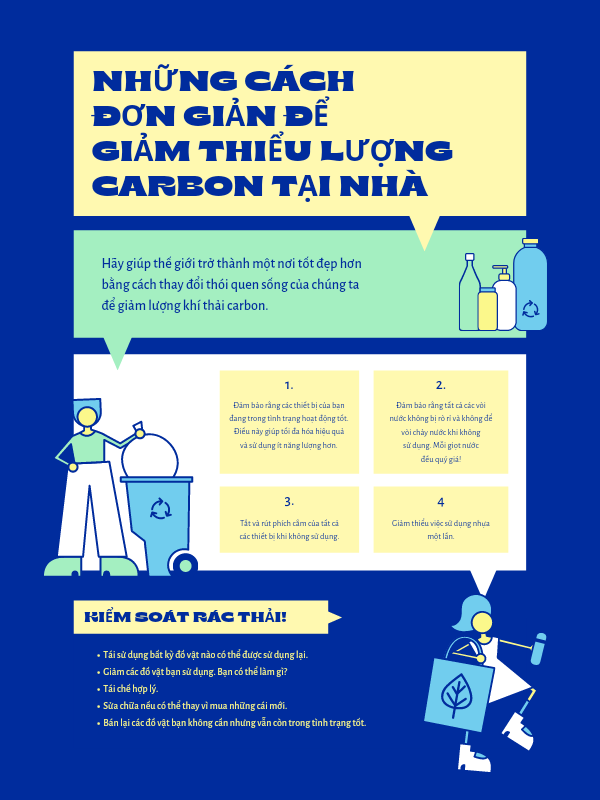 NHỮNG CÁCH
ĐƠN GIẢN ĐỂ
GIẢM THIỂU LƯỢNG
CARBON TẠI NHÀ
Hãy giúp thế giới trở thành một nơi tốt đẹp hơn
bằng cách thay đổi thói quen sống của chúng ta
để giảm lượng khí thải carbon.
1.
Đảm bảo rằng các thiết bị của bạn
đang trong tình trạng hoạt động tốt.
Điều này giúp tối đa hóa hiệu quả
và sử dụng ít năng lượng hơn.
2.
Đảm bảo rằng tất cả các vòi
nước không bị rò rỉ và không để
vòi chảy nước khi không
sử dụng. Mỗi giọt nước
đều quý giá!
3.
Tắt và rút phích cắm của tất cả
các thiết bị khi không sử dụng.
4
Giảm thiểu việc sử dụng nhựa
một lần.
KIỂM SOÁT RÁC THẢI!
• Tái sử dụng bất kỳ đồ vật nào có thể được sử dụng lại.
• Giảm các đồ vật bạn sử dụng. Bạn có thể làm gì?
• Tái chế hợp lý.
• Sửa chữa nếu có thể thay vì mua những cái mới.
• Bán lại các đồ vật bạn không cần nhưng vẫn còn trong tình trạng tốt.